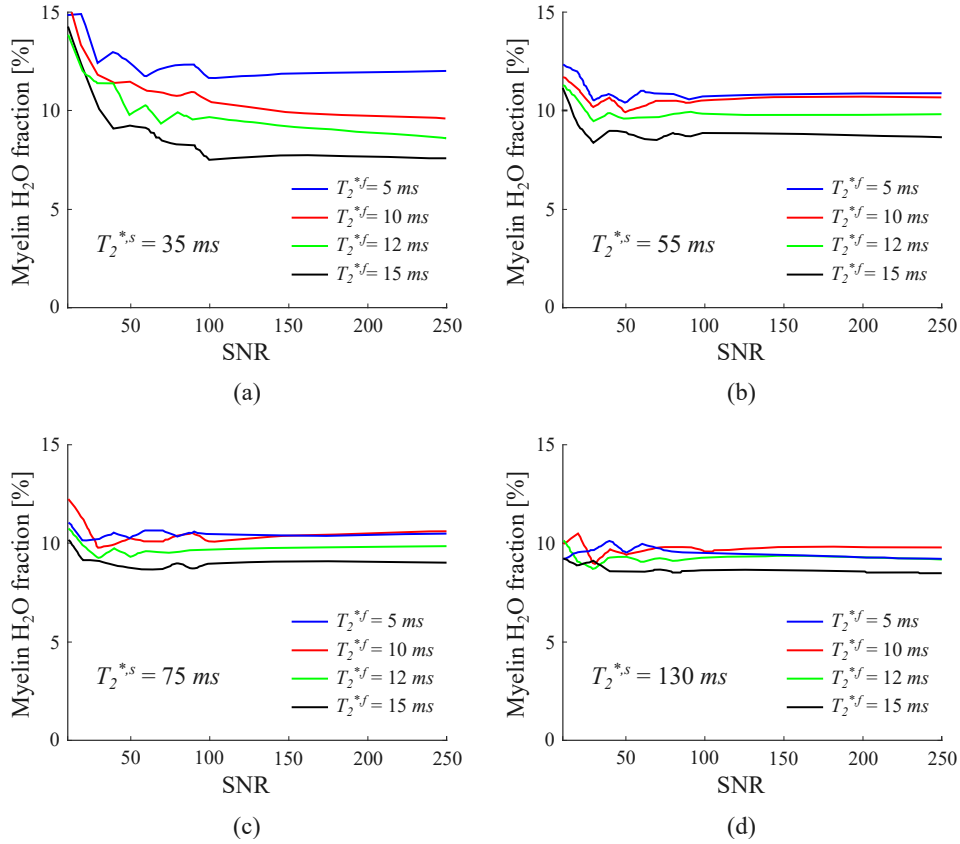 15
10
5
0
Myelin H₂O fraction [%]
T₂*,f = 5 ms
T₂*,f = 10 ms
T₂*,f = 12 ms
T₂*,f = 15 ms
T₂*,s = 35 ms
50 100 150 200 250
SNR
(a)
15
10
5
0
Myelin H₂O fraction [%]
T₂*,f = 5 ms
T₂*,f = 10 ms
T₂*,f = 12 ms
T₂*,f = 15 ms
T₂*,s = 55 ms
50 100 150 200 250
SNR
(b)
15
10
5
0
Myelin H₂O fraction [%]
T₂*,f = 5 ms
T₂*,f = 10 ms
T₂*,f = 12 ms
T₂*,f = 15 ms
T₂*,s = 75 ms
50 100 150 200 250
SNR
(c)
15
10
5
0
Myelin H₂O fraction [%]
T₂*,f = 5 ms
T₂*,f = 10 ms
T₂*,f = 12 ms
T₂*,f = 15 ms
T₂*,s = 130 ms
50 100 150 200 250
SNR
(d)